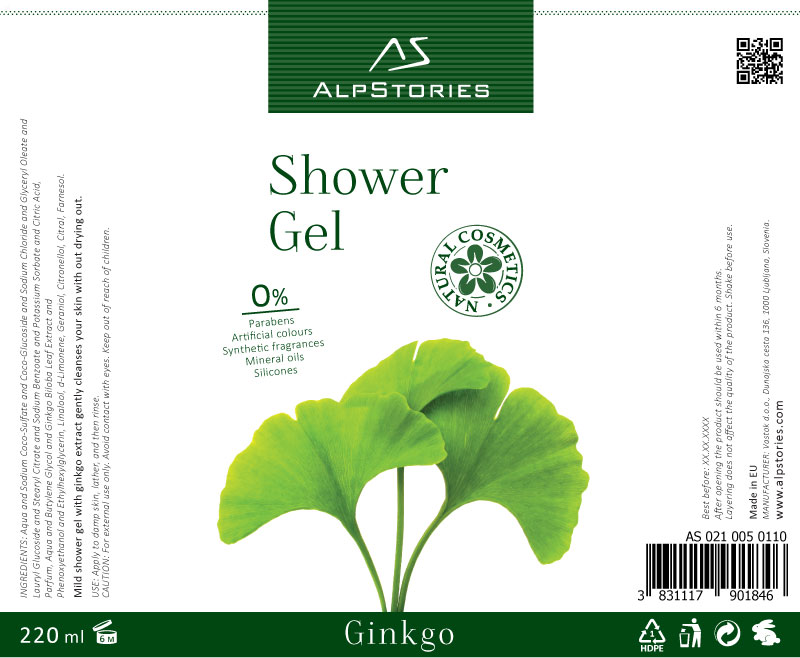 AS
ALPSTORIES
Shower
Gel
NATURAL COSMETICS
0%
Parabens
Artificial colours
Synthetic fragrances
Mineral oils
Silicones
INGREDIENTS: Aqua and Sodium Coco-Sulfate and Coco-Glucoside and Sodium Chloride and Glyceryl Oleate and
Lauryl Glucoside and Stearyl Citrate and Sodium Benzoate and Potassium Sorbate and Citric Acid,
Parfum, Aqua and Butylene Glycol and Ginkgo Biloba Leaf Extract and
Phenoxyethanol and Ethylhexylglycerin, Linalool, d-Limonene, Geraniol, Citronellol, Citral, Farnesol.
Mild shower gel with ginkgo extract gently cleanses your skin with out drying out.
USE: Apply to damp skin, lather, and then rinse.
CAUTION: For external use only. Avoid contact with eyes. Keep out of reach of children.
Best before: XX.XX.XXXX
After opening the product should be used within 6 months.
Layering does not affect the quality of the product. Shake before use.
Made in EU
MANUFACTURER: Vostok d.o.o., Dunajska cesta 136, 1000 Ljubljana, Slovenia.
www.alpstories.com
AS 021 005 0110
3 831117 901846
220 ml
6 M
Ginkgo
1
HDPE